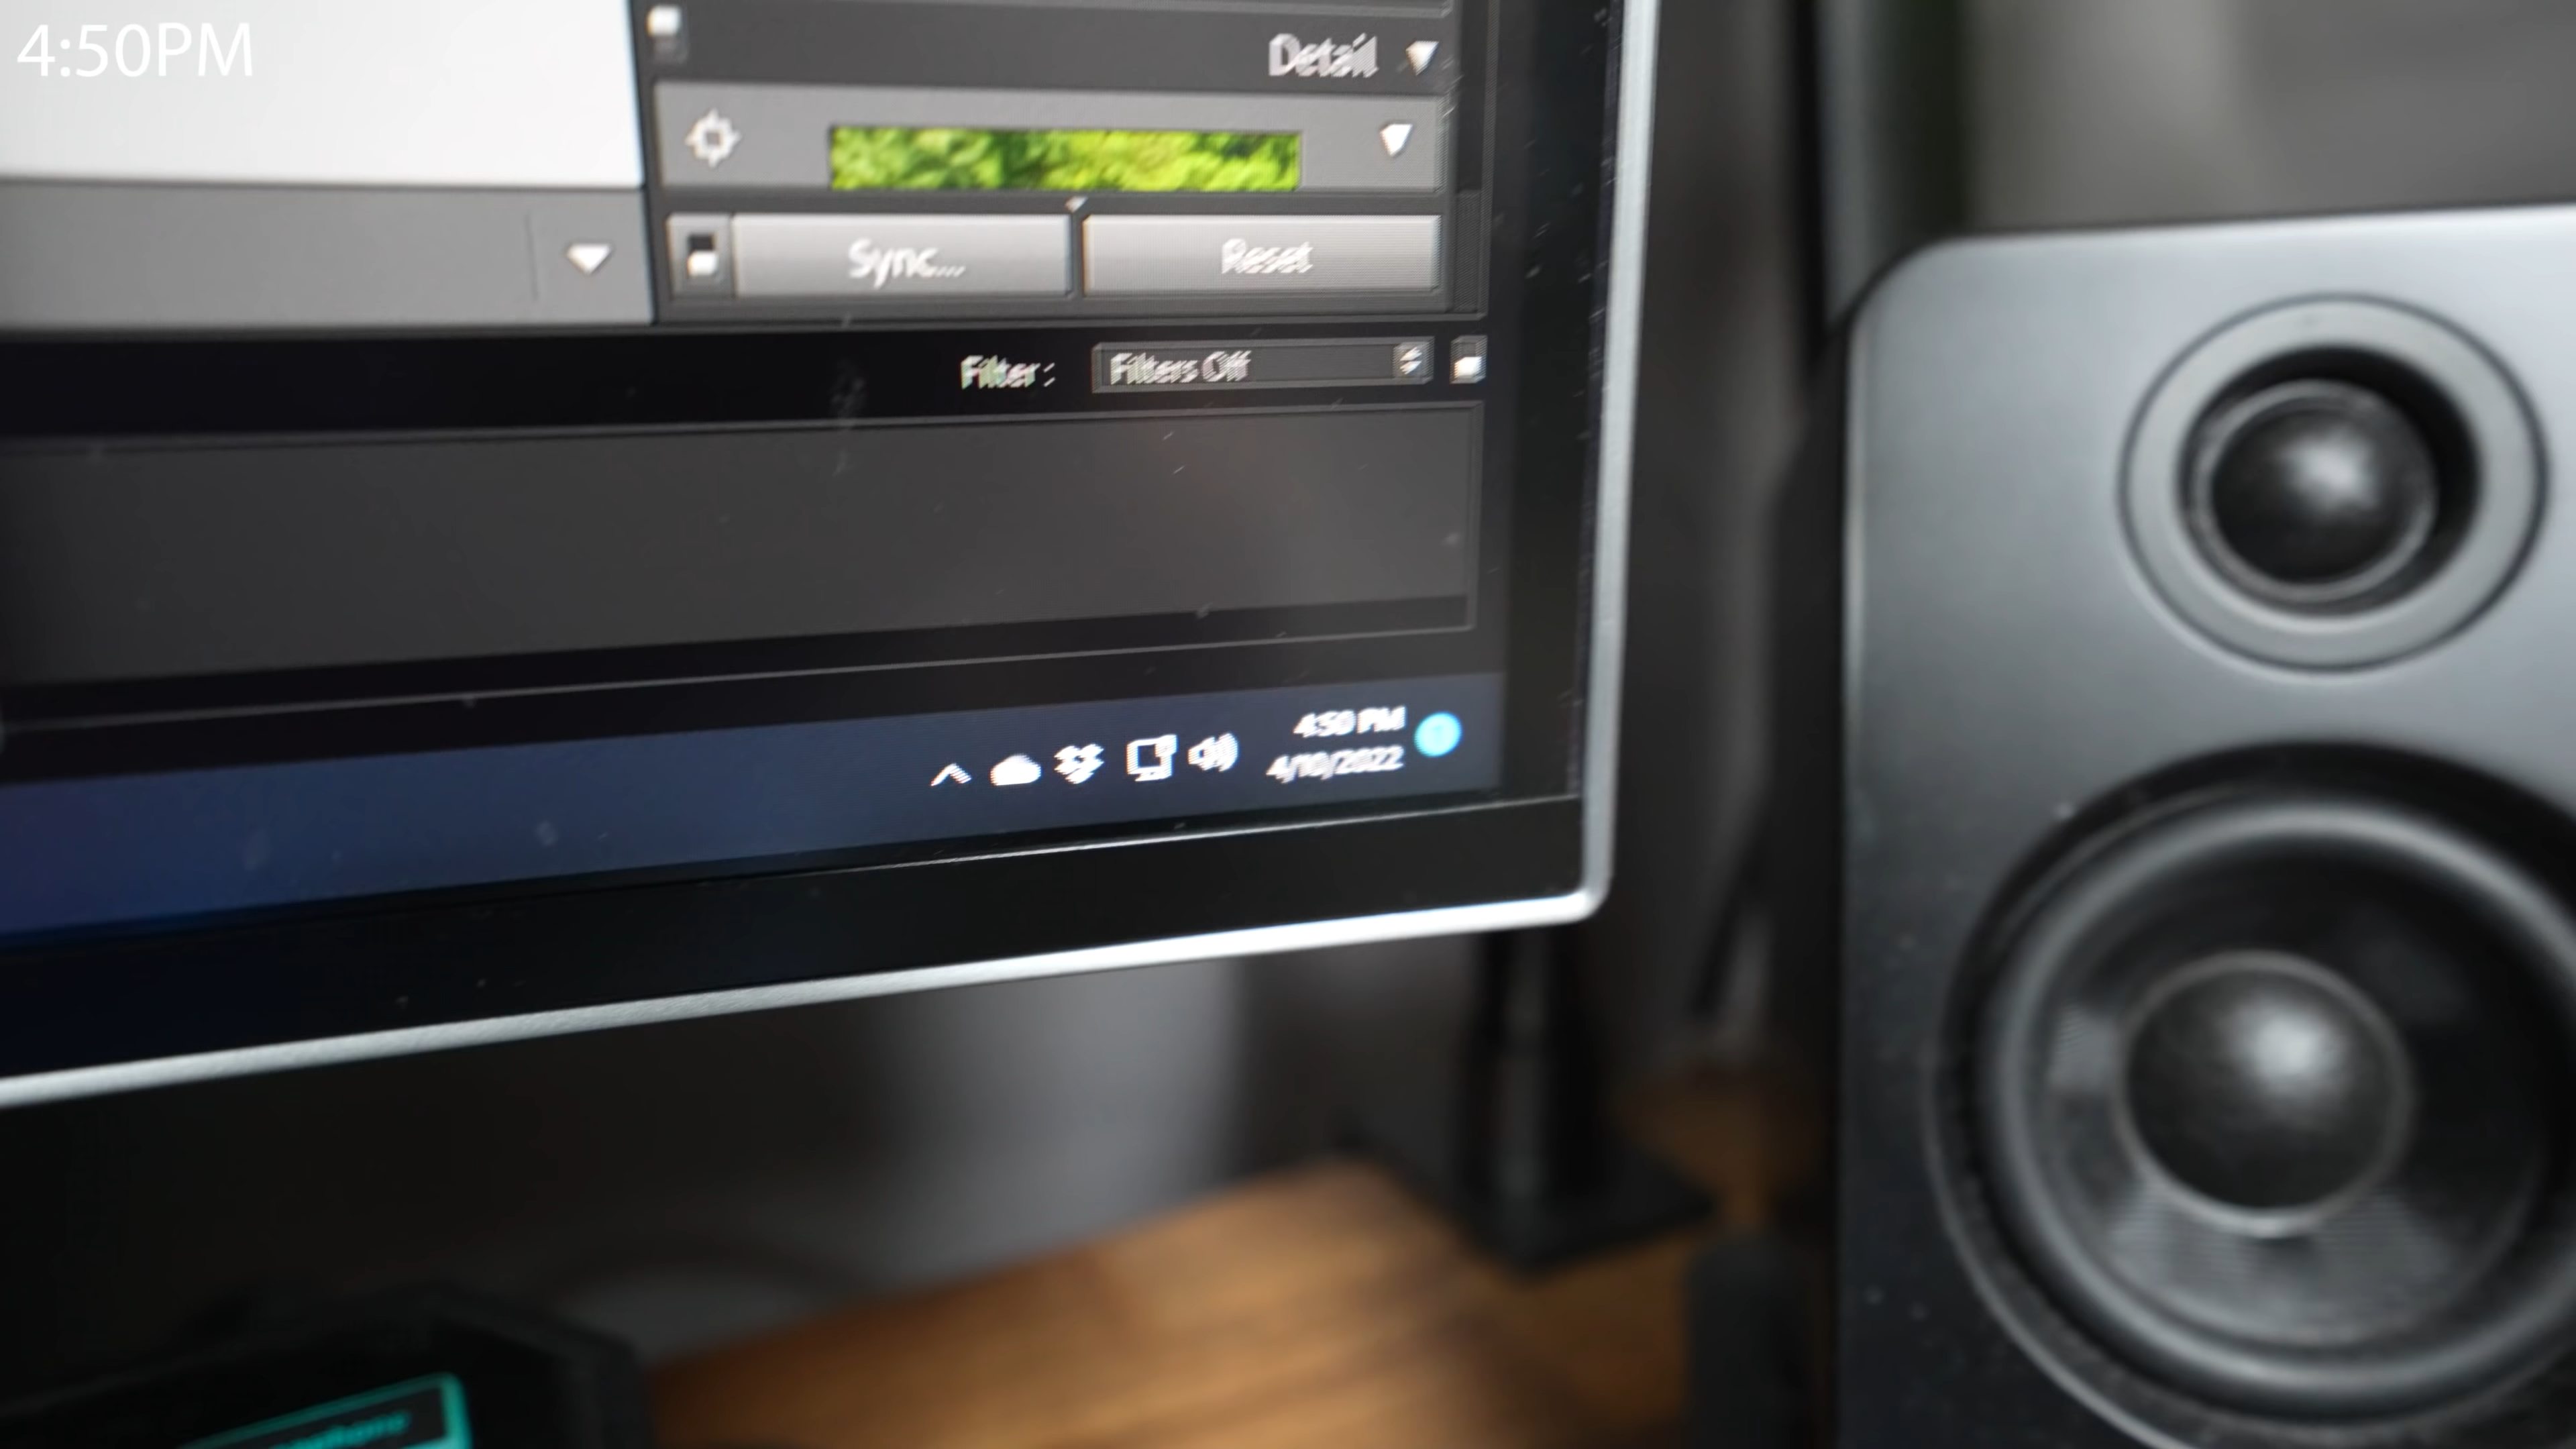 4:50PM
Detail
Sync...
Reset
Filter :
Filters Off
4:50 PM
4/10/2022